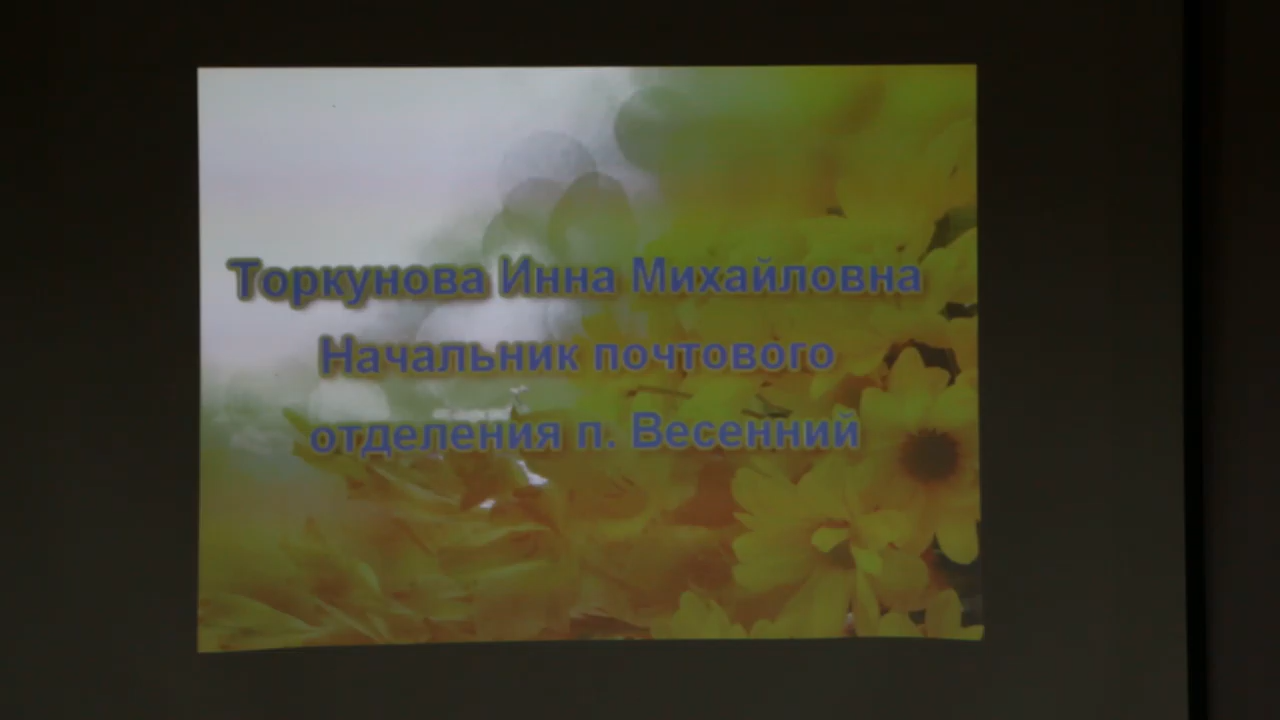 Торкунова Инна Михайловна
Начальник почтового
отделения п. Весенний